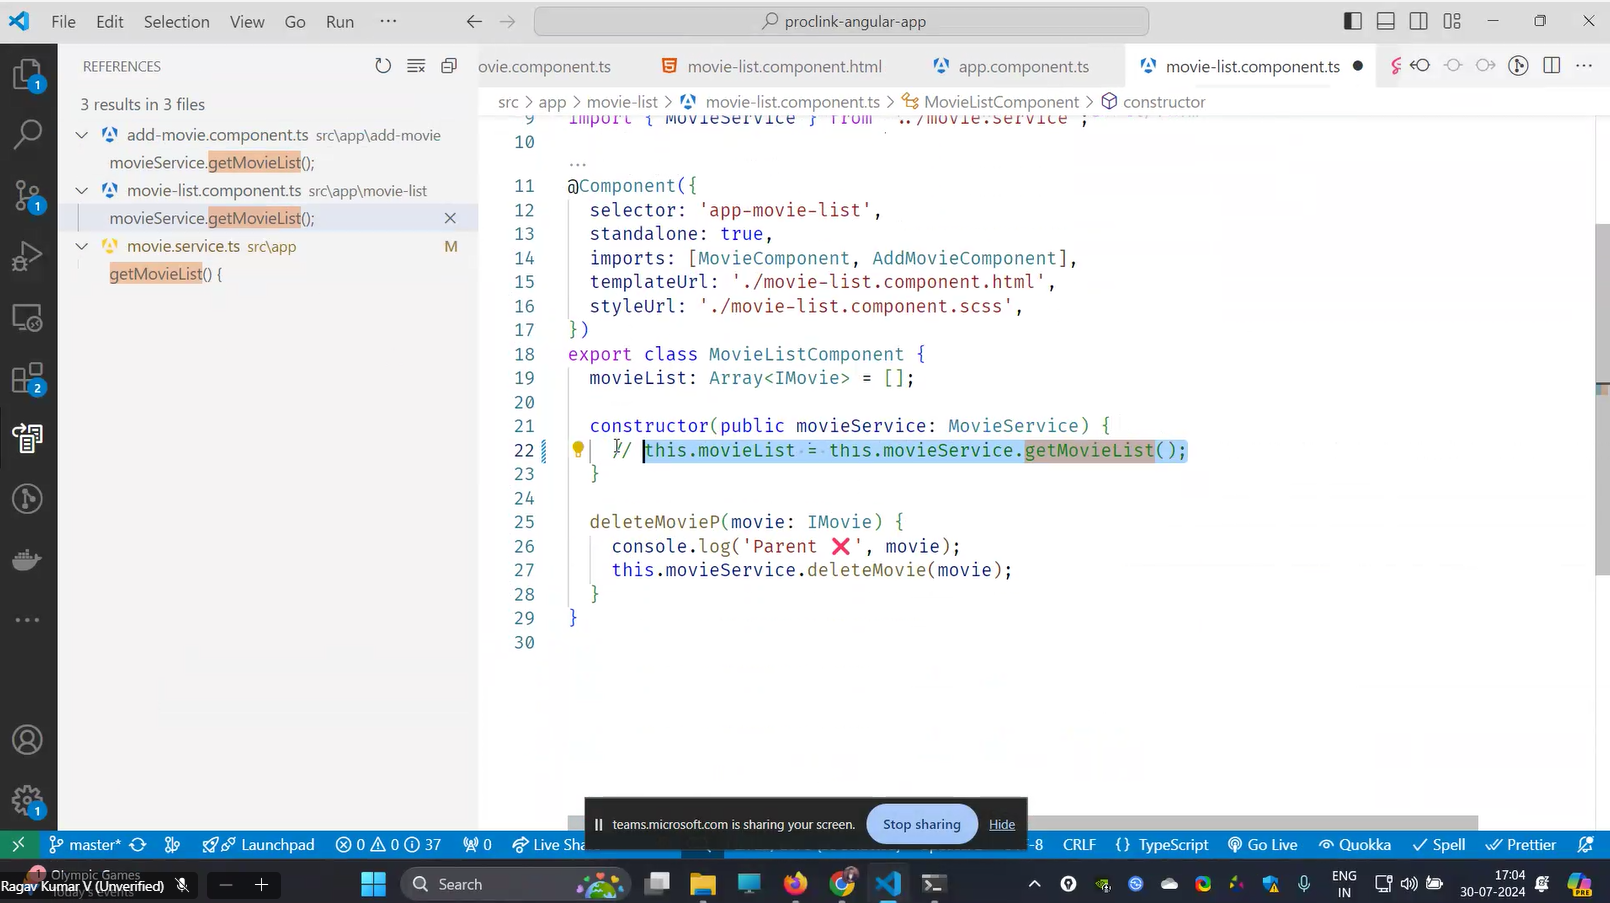 File Edit Selection View Go Run ··· proclink-angular-app
REFERENCES
3 results in 3 files
add-movie.component.ts src\app\add-movie
movieService.getMovieList();
movie-list.component.ts src\app\movie-list
movieService.getMovieList();
movie.service.ts src\app M
getMovieList() {
ovie.component.ts movie-list.component.html app.component.ts movie-list.component.ts
src > app > movie-list > movie-list.component.ts > MovieListComponent > constructor
9 import { MovieService } from '../movie.service';
10
...
11 @Component({
12 selector: 'app-movie-list',
13 standalone: true,
14 imports: [MovieComponent, AddMovieComponent],
15 templateUrl: './movie-list.component.html',
16 styleUrl: './movie-list.component.scss',
17 })
18 export class MovieListComponent {
19 movieList: Array<IMovie> = [];
20
21 constructor(public movieService: MovieService) {
22 // this.movieList = this.movieService.getMovieList();
23 }
24
25 deleteMovieP(movie: IMovie) {
26 console.log('Parent ❌', movie);
27 this.movieService.deleteMovie(movie);
28 }
29 }
30
1
1
2
1
teams.microsoft.com is sharing your screen. Stop sharing Hide
master* Launchpad 0 0 37 0 Live Sha -8 CRLF {} TypeScript Go Live Quokka Spell Prettier
Olympic Games
Today's events
Ragav Kumar V (Unverified)
Search
ENG
IN
17:04
30-07-2024
PRE